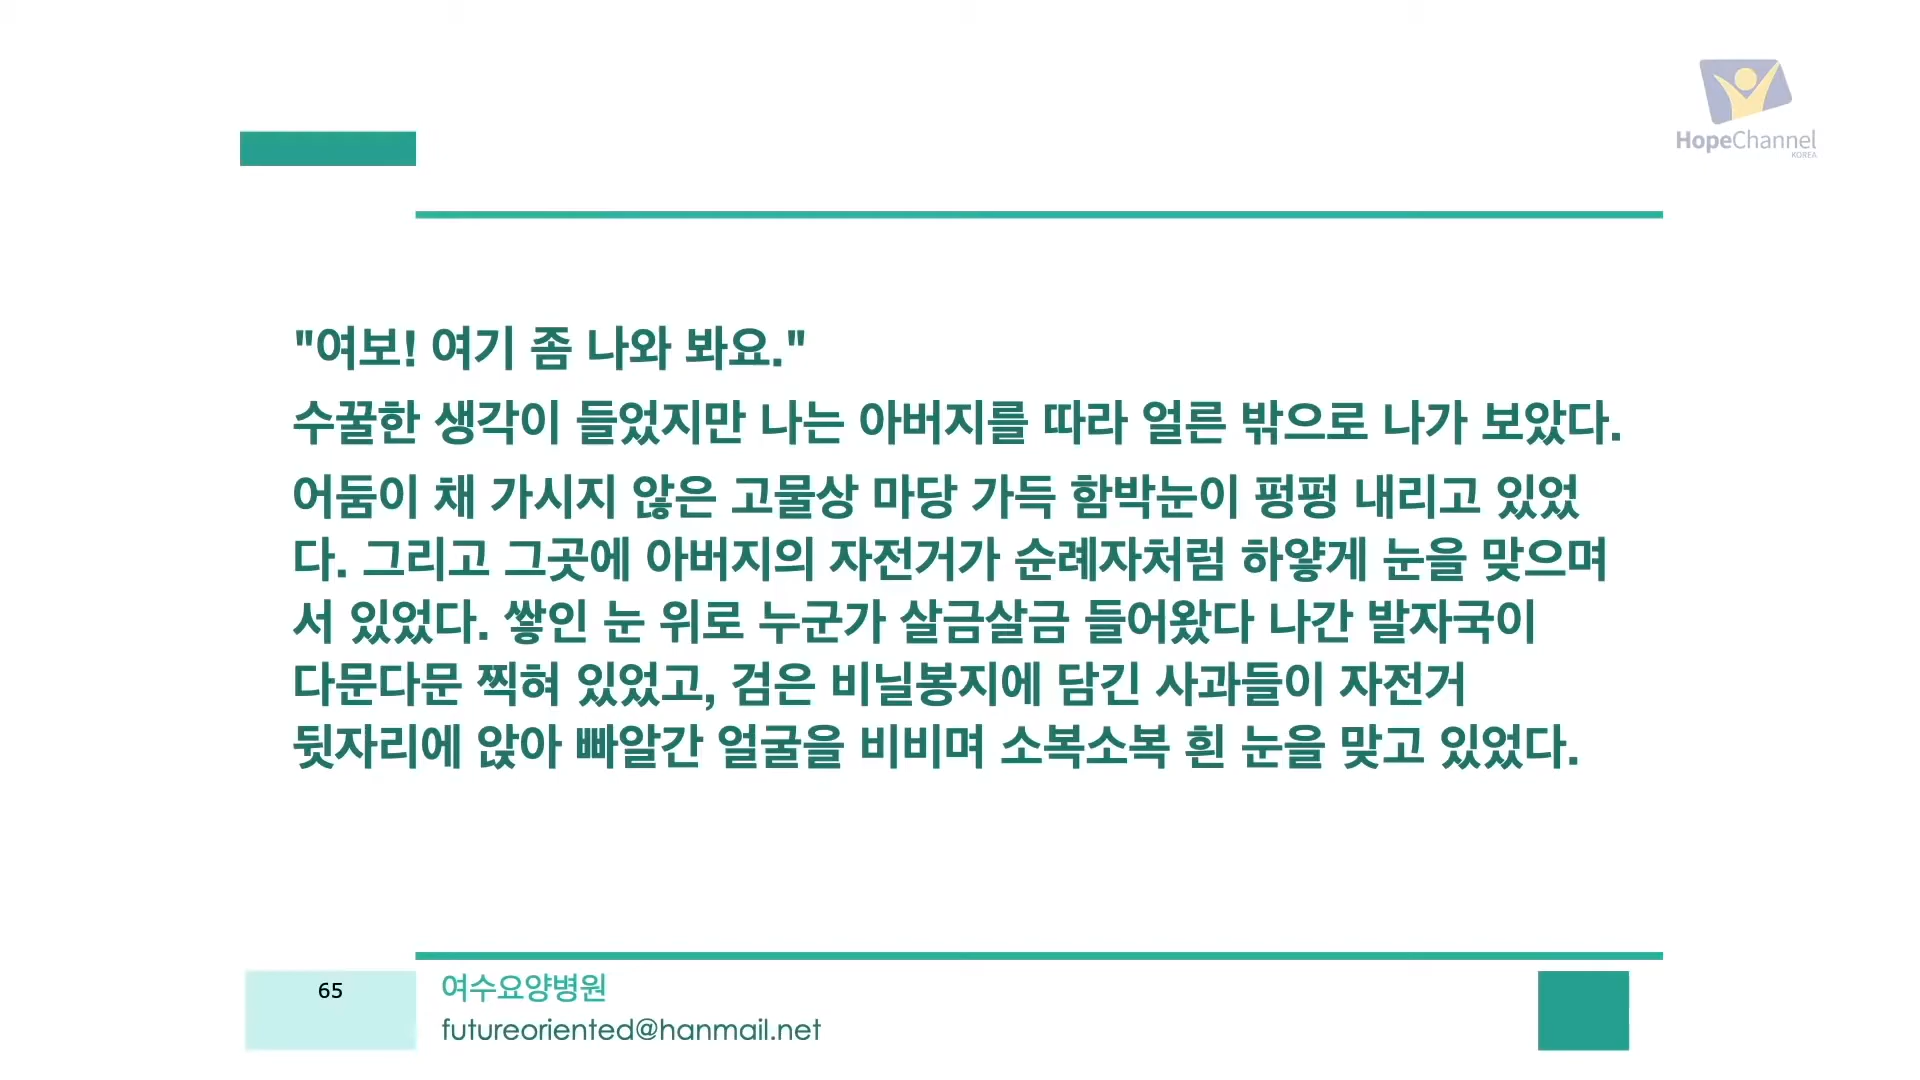 HopeChannel
KOREA
"여보! 여기 좀 나와 봐요."
수꿀한 생각이 들었지만 나는 아버지를 따라 얼른 밖으로 나가 보았다.
어둠이 채 가시지 않은 고물상 마당 가득 함박눈이 펑펑 내리고 있었
다. 그리고 그곳에 아버지의 자전거가 순례자처럼 하얗게 눈을 맞으며
서 있었다. 쌓인 눈 위로 누군가 살금살금 들어왔다 나간 발자국이
다문다문 찍혀 있었고, 검은 비닐봉지에 담긴 사과들이 자전거
뒷자리에 앉아 빠알간 얼굴을 비비며 소복소복 흰 눈을 맞고 있었다.
65
여수요양병원
futureoriented@hanmail.net